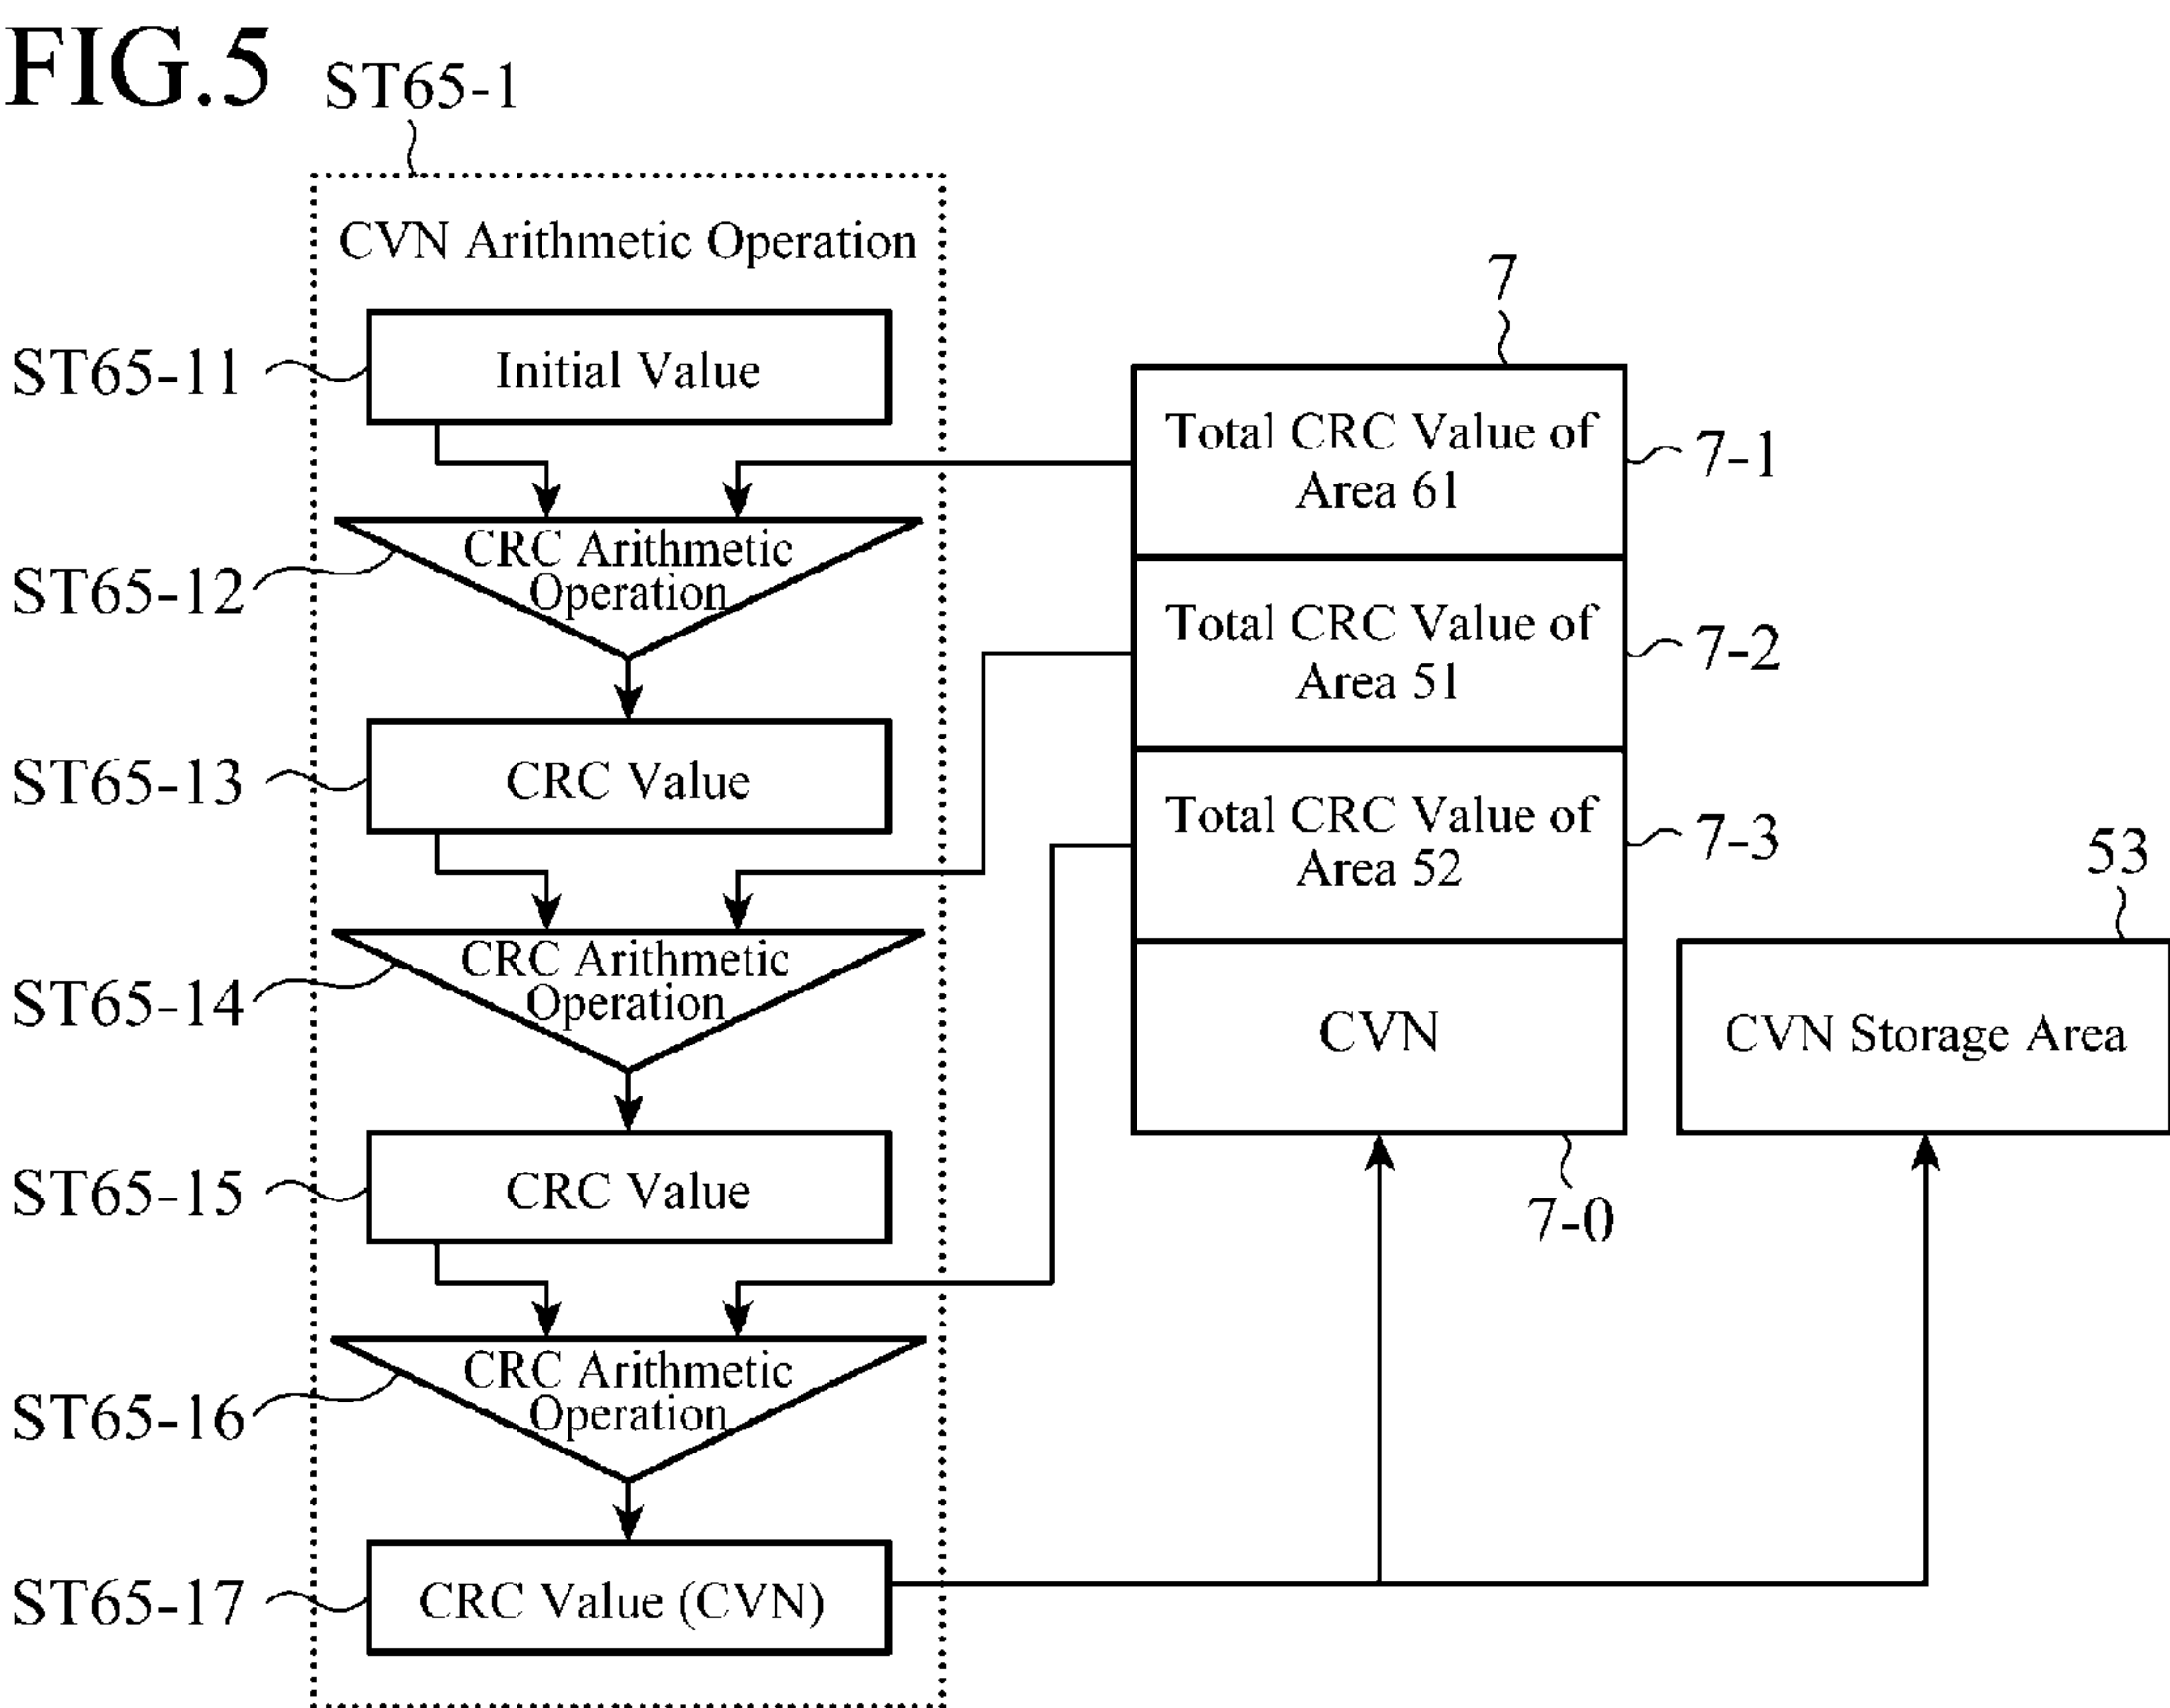 FIG.5
ST65-1
CVN Arithmetic Operation
ST65-11
Initial Value
ST65-12
CRC Arithmetic
Operation
ST65-13
CRC Value
ST65-14
CRC Arithmetic
Operation
ST65-15
CRC Value
ST65-16
CRC Arithmetic
Operation
ST65-17
CRC Value (CVN)
7
Total CRC Value of
Area 61
7-1
Total CRC Value of
Area 51
7-2
Total CRC Value of
Area 52
7-3
CVN
7-0
53
CVN Storage Area